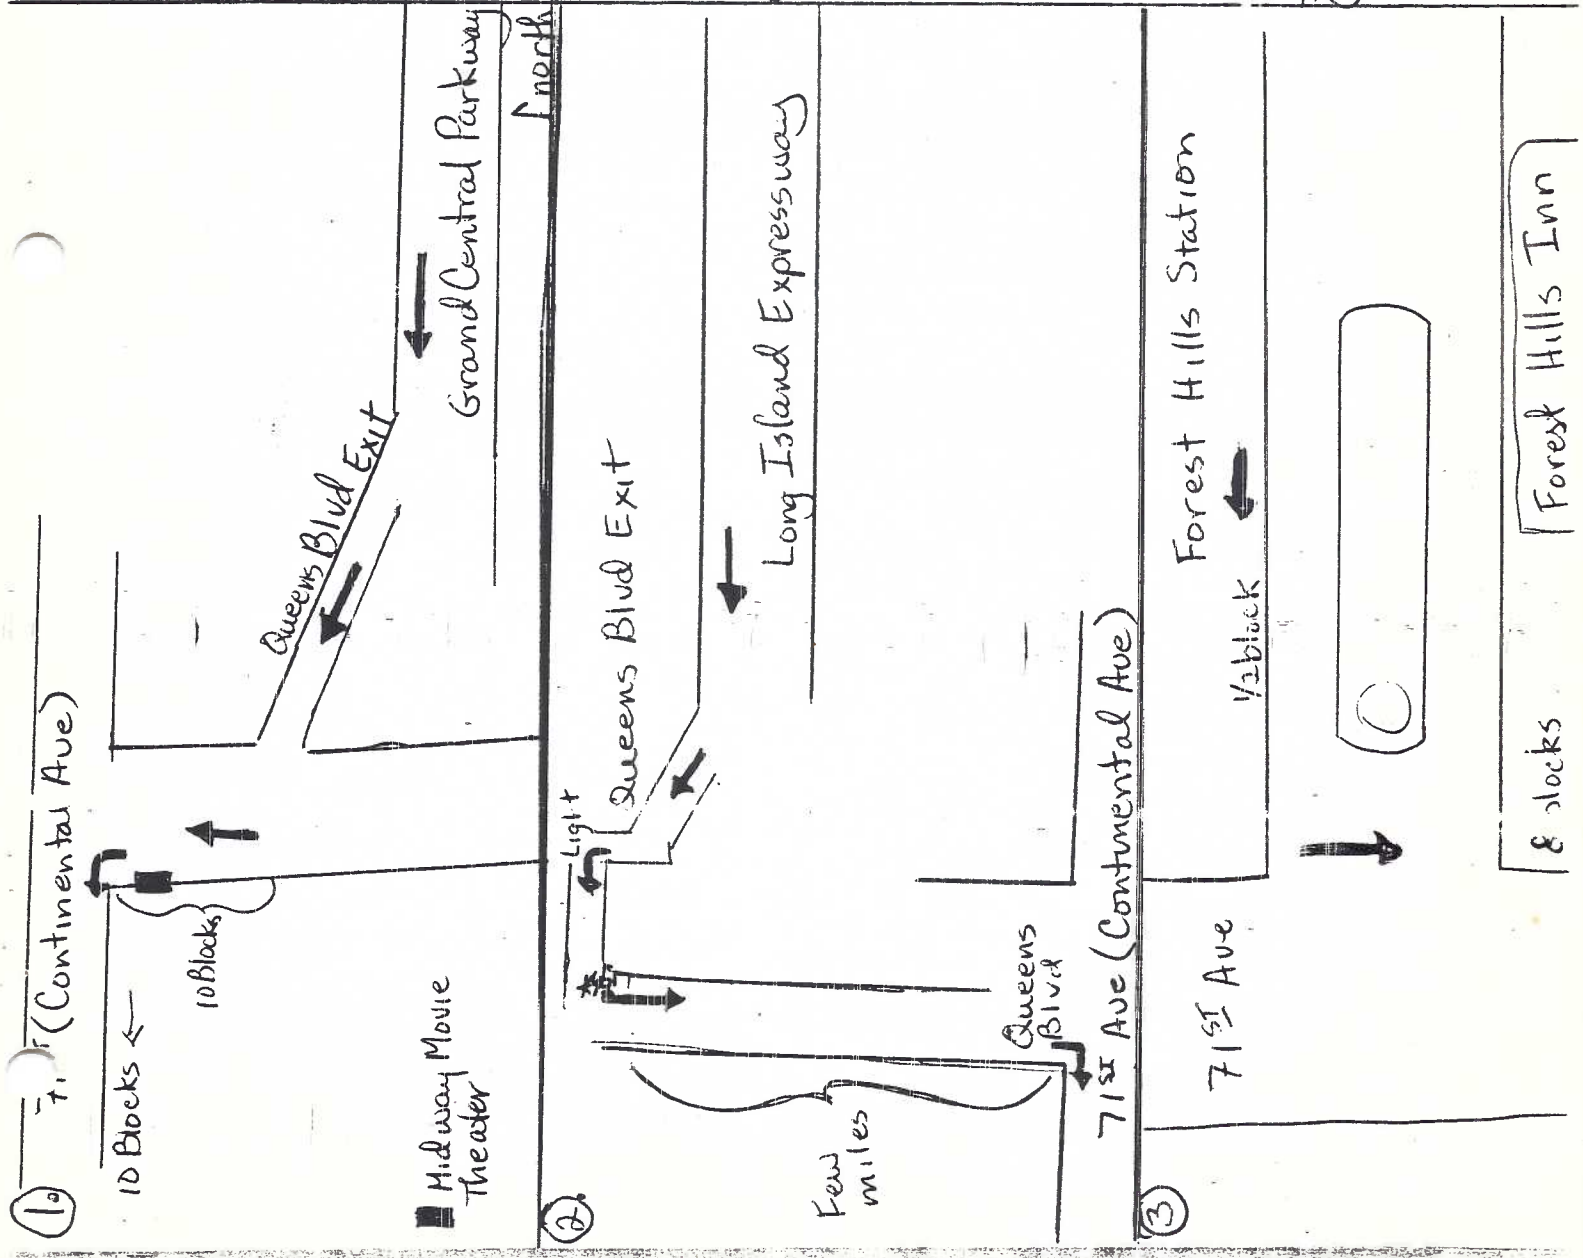 1.
(Continental Ave)
10 Blocks ←
10 Blocks
Queens Blvd Exit
Grand Central Parkway
north
Midway Movie
Theater
2.
Light
Queens Blvd Exit
Long Island Expressway
Few
miles
Queens
Blvd
71ST Ave (Continental Ave)
3
Forest Hills Station
1/2 block
71ST Ave
8 blocks
Forest Hills Inn